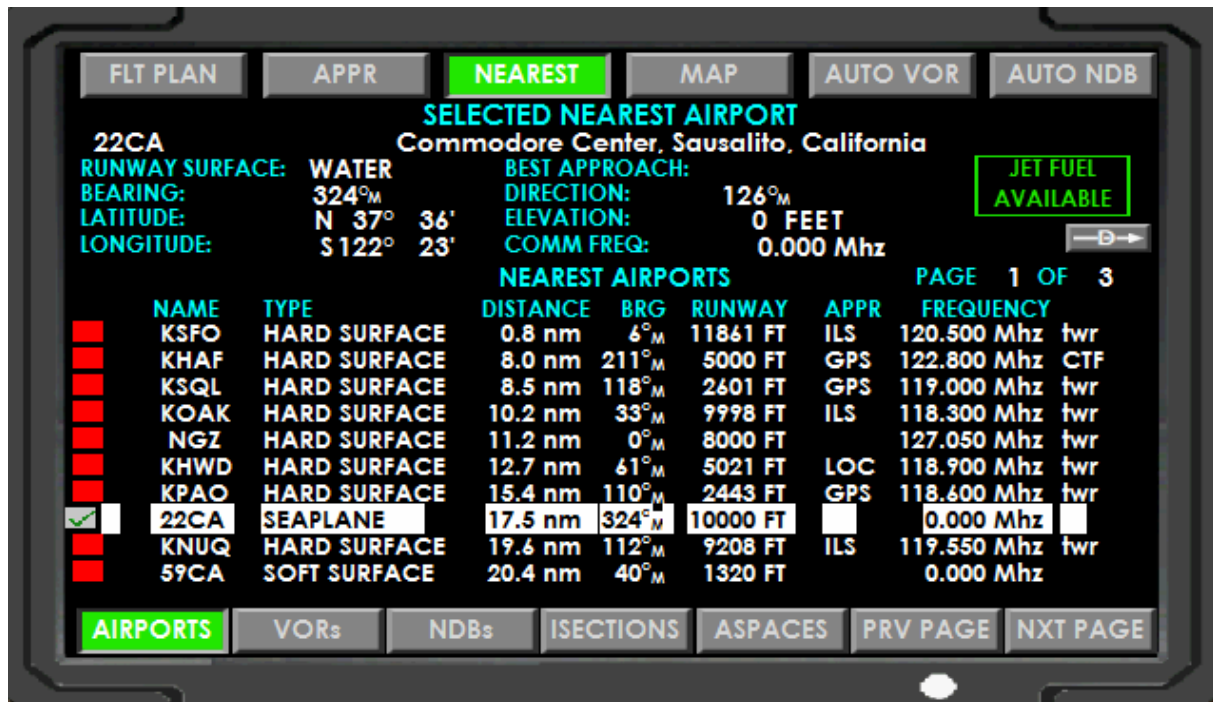 FLT PLAN APPR NEAREST MAP AUTO VOR AUTO NDB
SELECTED NEAREST AIRPORT
22CA Commodore Center, Sausalito, California
RUNWAY SURFACE: WATER BEST APPROACH: JET FUEL
BEARING: 324°M DIRECTION: 126°M AVAILABLE
LATITUDE: N 37° 36' ELEVATION: 0 FEET
LONGITUDE: S 122° 23' COMM FREQ: 0.000 Mhz D
NEAREST AIRPORTS PAGE 1 OF 3
NAME TYPE DISTANCE BRG RUNWAY APPR FREQUENCY
KSFO HARD SURFACE 0.8 nm 6°M 11861 FT ILS 120.500 Mhz twr
KHAF HARD SURFACE 8.0 nm 211°M 5000 FT GPS 122.800 Mhz CTF
KSQL HARD SURFACE 8.5 nm 118°M 2601 FT GPS 119.000 Mhz twr
KOAK HARD SURFACE 10.2 nm 33°M 9998 FT ILS 118.300 Mhz twr
NGZ HARD SURFACE 11.2 nm 0°M 8000 FT 127.050 Mhz twr
KHWD HARD SURFACE 12.7 nm 61°M 5021 FT LOC 118.900 Mhz twr
KPAO HARD SURFACE 15.4 nm 110°M 2443 FT GPS 118.600 Mhz twr
22CA SEAPLANE 17.5 nm 324°M 10000 FT 0.000 Mhz
KNUQ HARD SURFACE 19.6 nm 112°M 9208 FT ILS 119.550 Mhz twr
59CA SOFT SURFACE 20.4 nm 40°M 1320 FT 0.000 Mhz
AIRPORTS VORs NDBs ISECTIONS ASPACES PRV PAGE NXT PAGE